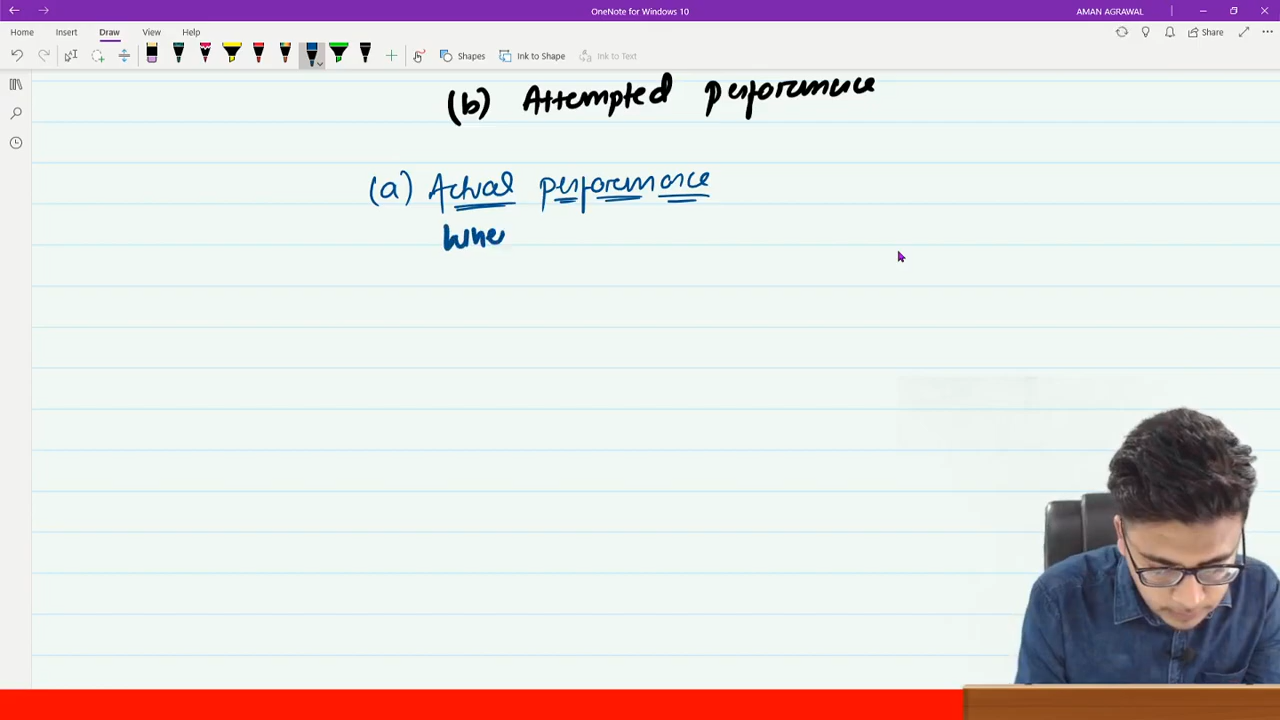 OneNote for Windows 10
AMAN AGRAWAL
Home Insert Draw View Help
Share
Shapes Ink to Shape Ink to Text
(b) Attempted performance
(a) Actual performance
Whe